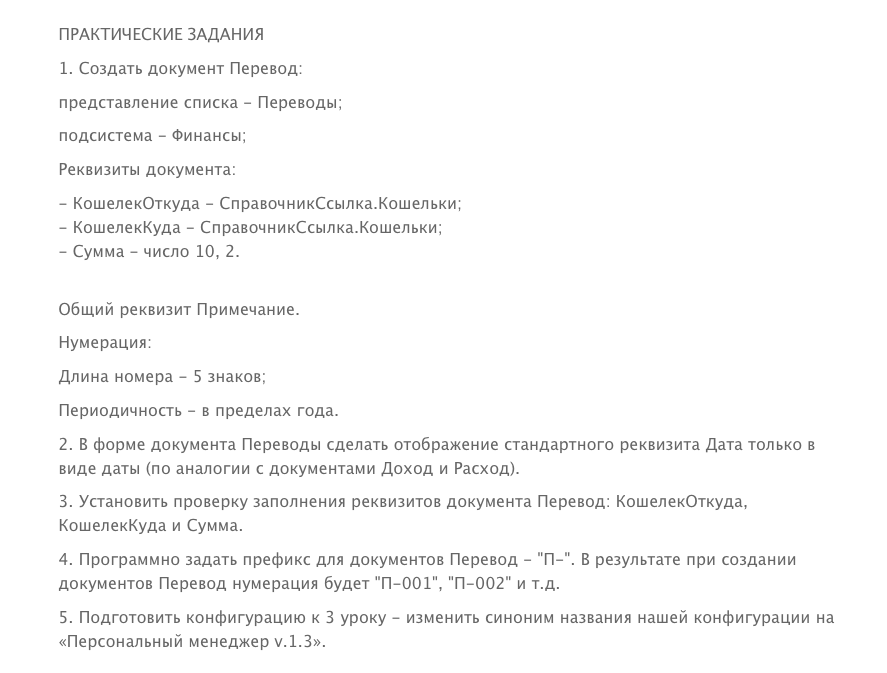 ПРАКТИЧЕСКИЕ ЗАДАНИЯ
1. Создать документ Перевод:
представление списка – Переводы;
подсистема – Финансы;
Реквизиты документа:
– КошелекОткуда – СправочникСсылка.Кошельки;
– КошелекКуда – СправочникСсылка.Кошельки;
– Сумма – число 10, 2.
Общий реквизит Примечание.
Нумерация:
Длина номера – 5 знаков;
Периодичность – в пределах года.
2. В форме документа Переводы сделать отображение стандартного реквизита Дата только в
виде даты (по аналогии с документами Доход и Расход).
3. Установить проверку заполнения реквизитов документа Перевод: КошелекОткуда,
КошелекКуда и Сумма.
4. Программно задать префикс для документов Перевод – "П–". В результате при создании
документов Перевод нумерация будет "П–001", "П–002" и т.д.
5. Подготовить конфигурацию к 3 уроку – изменить синоним названия нашей конфигурации на
«Персональный менеджер v.1.3».